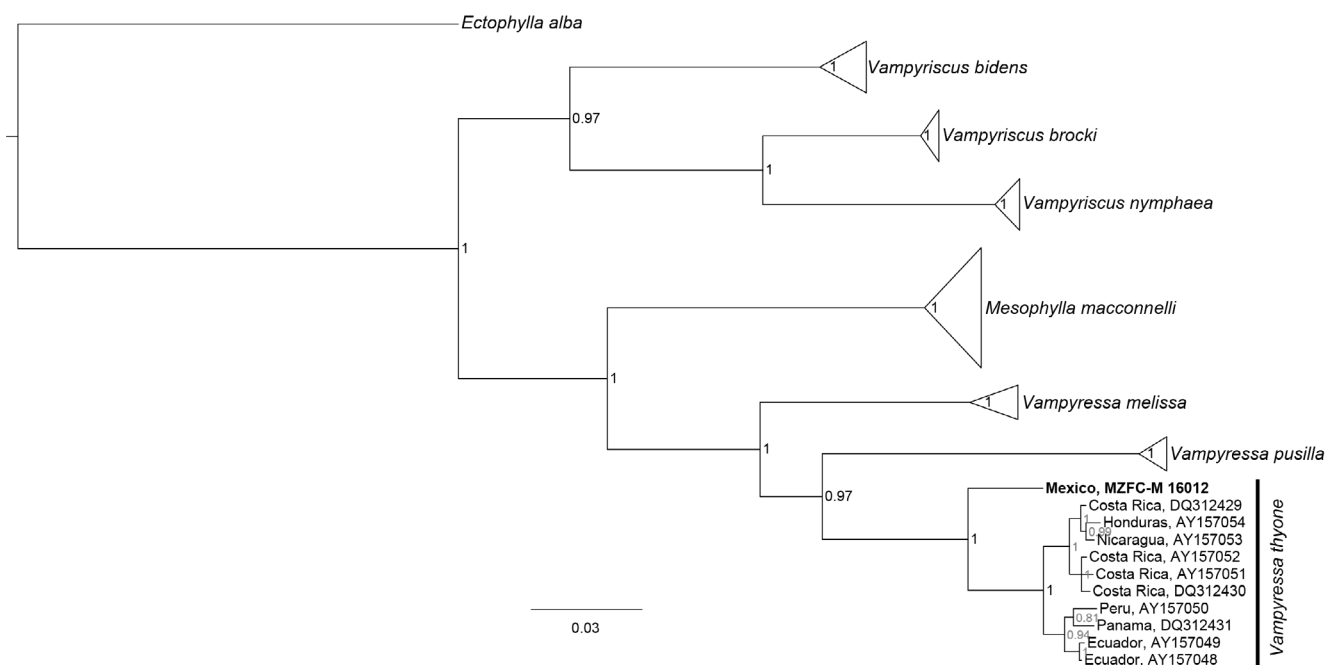 Ectophylla alba
1
Vampyriscus bidens
0.97
1
Vampyriscus brocki
1
1
Vampyriscus nymphaea
1
1
Mesophylla macconnelli
1
1
Vampyressa melissa
1
1
Vampyressa pusilla
0.97
Mexico, MZFC-M 16012
1
Costa Rica, DQ312429
1
Honduras, AY157054
0.99
Nicaragua, AY157053
1
Costa Rica, AY157052
Costa Rica, AY157051
1
Costa Rica, DQ312430
1
Peru, AY157050
0.81
Panama, DQ312431
0.94
Ecuador, AY157049
1
Ecuador, AY157048
Vampyressa thyone
0.03